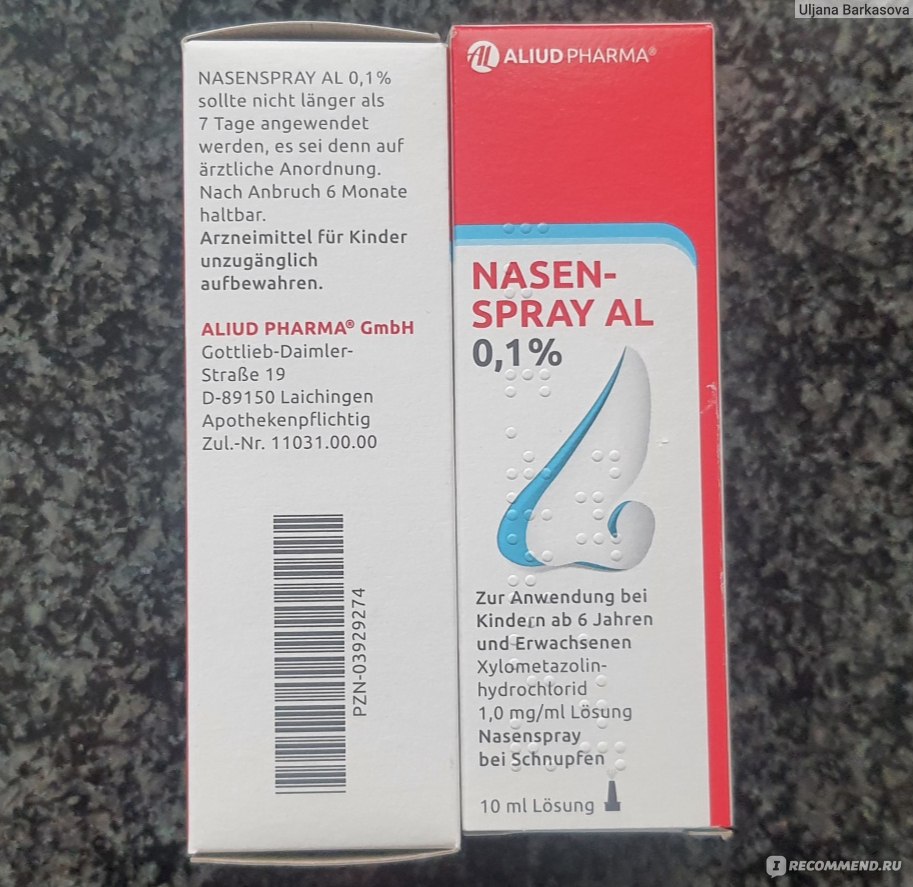 Uljana Barkasova
NASENSPRAY AL 0,1%
sollte nicht länger als
7 Tage angewendet
werden, es sei denn auf
ärztliche Anordnung.
Nach Anbruch 6 Monate
haltbar.
Arzneimittel für Kinder
unzugänglich
aufbewahren.
ALIUD PHARMA® GmbH
Gottlieb-Daimler-
Straße 19
D-89150 Laichingen
Apothekenpflichtig
Zul.-Nr. 11031.00.00
PZN-03929274
AL ALIUD PHARMA®
NASEN-
SPRAY AL
0,1%
Zur Anwendung bei
Kindern ab 6 Jahren
und Erwachsenen
Xylometazolin-
hydrochlorid
1,0 mg/ml Lösung
Nasenspray
bei Schnupfen
10 ml Lösung
I RECOMMEND.RU